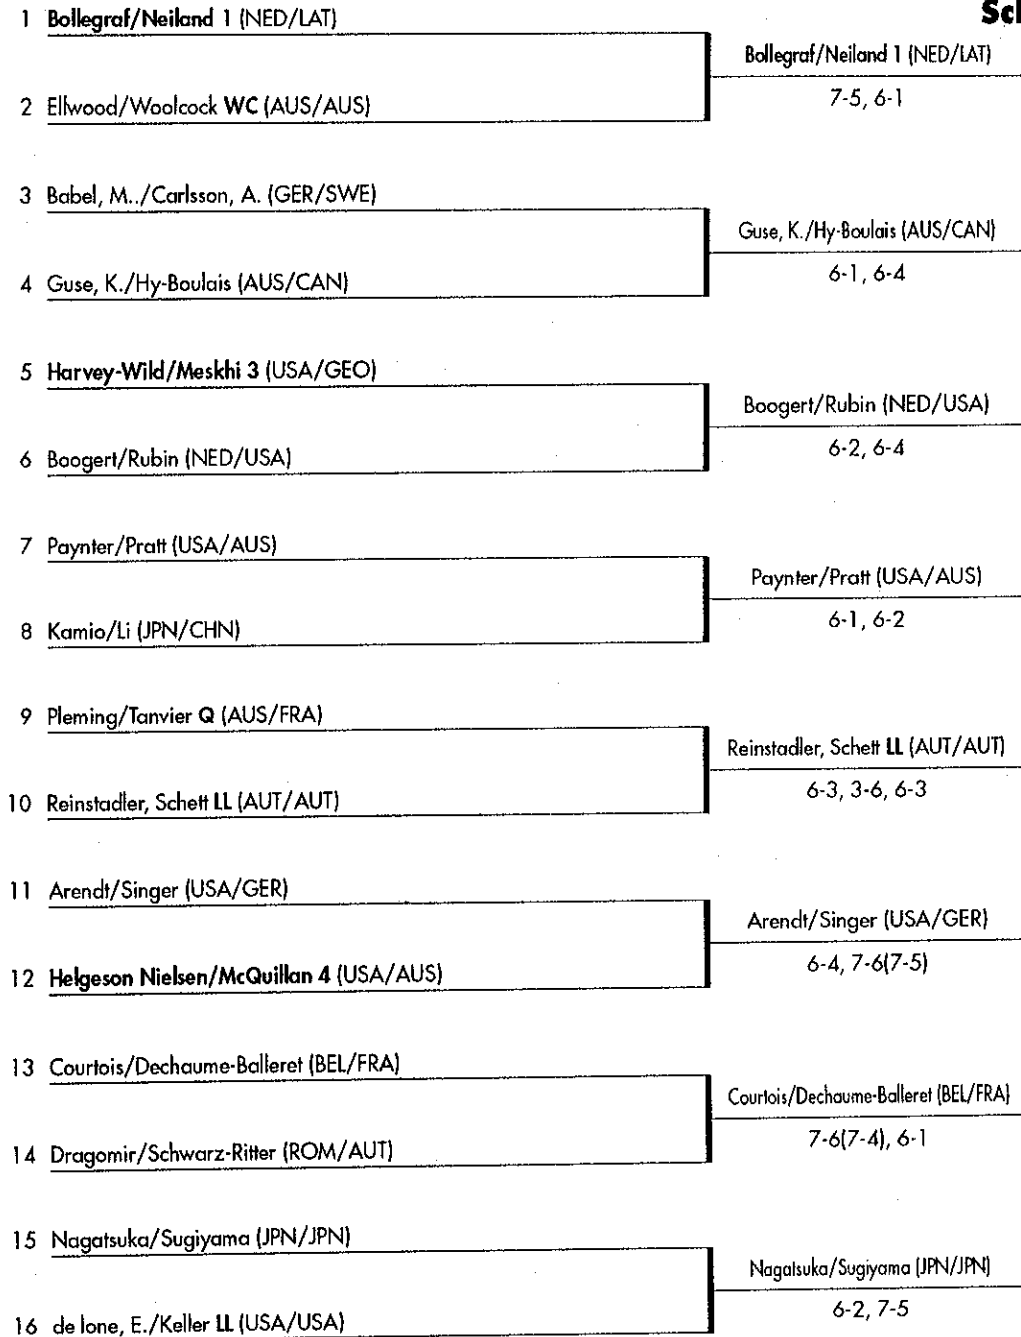 Scl
1 Bollegraf/Neiland 1 (NED/LAT)
Bollegraf/Neiland 1 (NED/LAT)
7-5, 6-1
2 Ellwood/Woolcock WC (AUS/AUS)
3 Babel, M../Carlsson, A. (GER/SWE)
Guse, K./Hy-Boulais (AUS/CAN)
6-1, 6-4
4 Guse, K./Hy-Boulais (AUS/CAN)
5 Harvey-Wild/Meskhi 3 (USA/GEO)
Boogert/Rubin (NED/USA)
6-2, 6-4
6 Boogert/Rubin (NED/USA)
7 Paynter/Pratt (USA/AUS)
Paynter/Pratt (USA/AUS)
6-1, 6-2
8 Kamio/Li (JPN/CHN)
9 Pleming/Tanvier Q (AUS/FRA)
Reinstadler, Schett LL (AUT/AUT)
6-3, 3-6, 6-3
10 Reinstadler, Schett LL (AUT/AUT)
11 Arendt/Singer (USA/GER)
Arendt/Singer (USA/GER)
6-4, 7-6(7-5)
12 Helgeson Nielsen/McQuillan 4 (USA/AUS)
13 Courtois/Dechaume-Balleret (BEL/FRA)
Courtois/Dechaume-Balleret (BEL/FRA)
7-6(7-4), 6-1
14 Dragomir/Schwarz-Ritter (ROM/AUT)
15 Nagatsuka/Sugiyama (JPN/JPN)
Nagatsuka/Sugiyama (JPN/JPN)
6-2, 7-5
16 de lone, E./Keller LL (USA/USA)